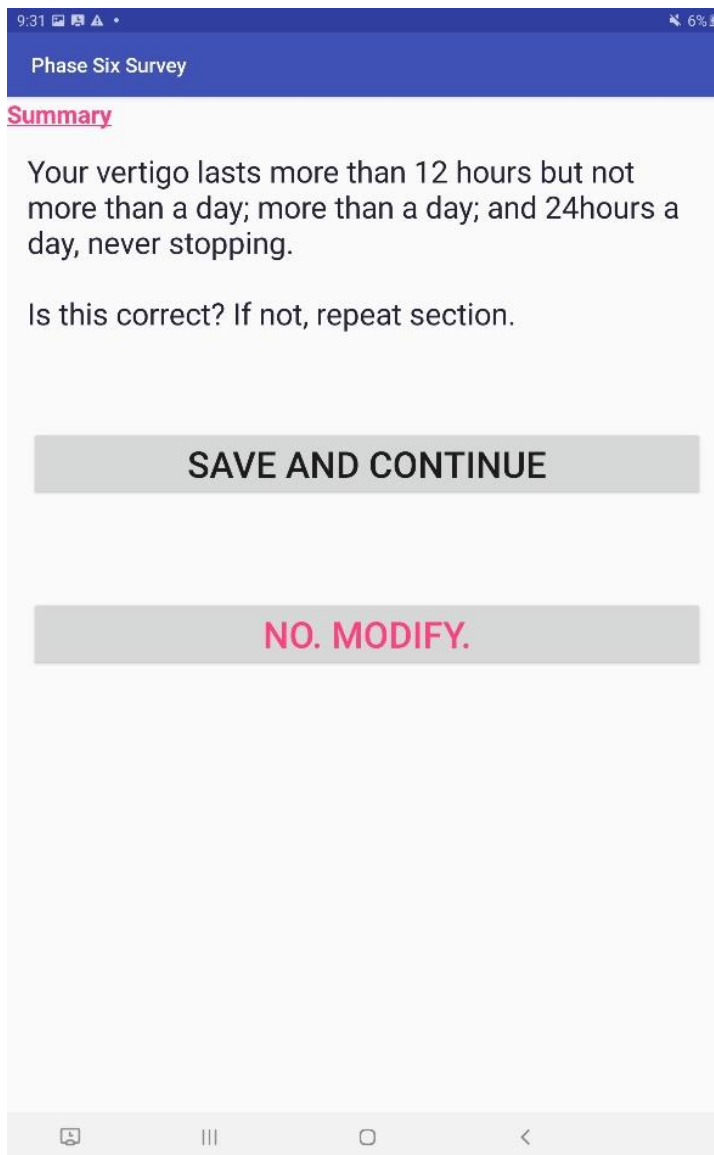 9:31
6%
Phase Six Survey
Summary
Your vertigo lasts more than 12 hours but not
more than a day; more than a day; and 24hours a
day, never stopping.
Is this correct? If not, repeat section.
SAVE AND CONTINUE
NO. MODIFY.